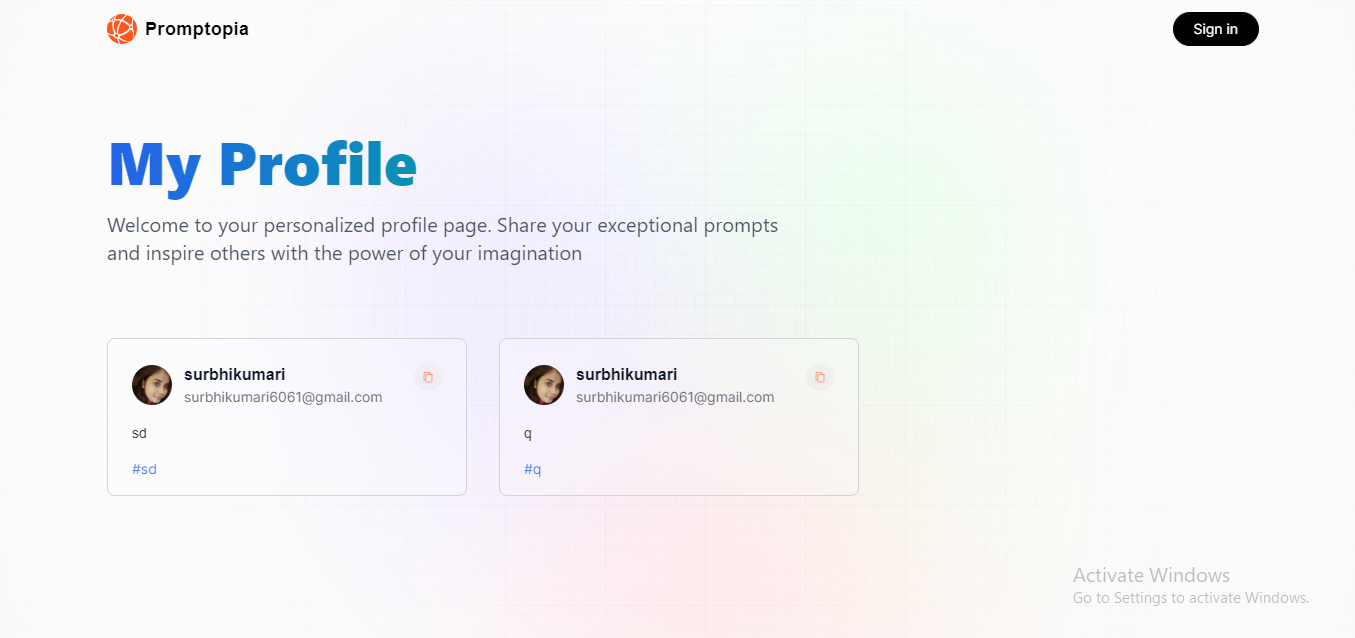 Promptopia
Sign in
My Profile
Welcome to your personalized profile page. Share your exceptional prompts
and inspire others with the power of your imagination
surbhikumari
surbhikumari6061@gmail.com
sd
#sd
surbhikumari
surbhikumari6061@gmail.com
q
#q
Activate Windows
Go to Settings to activate Windows.